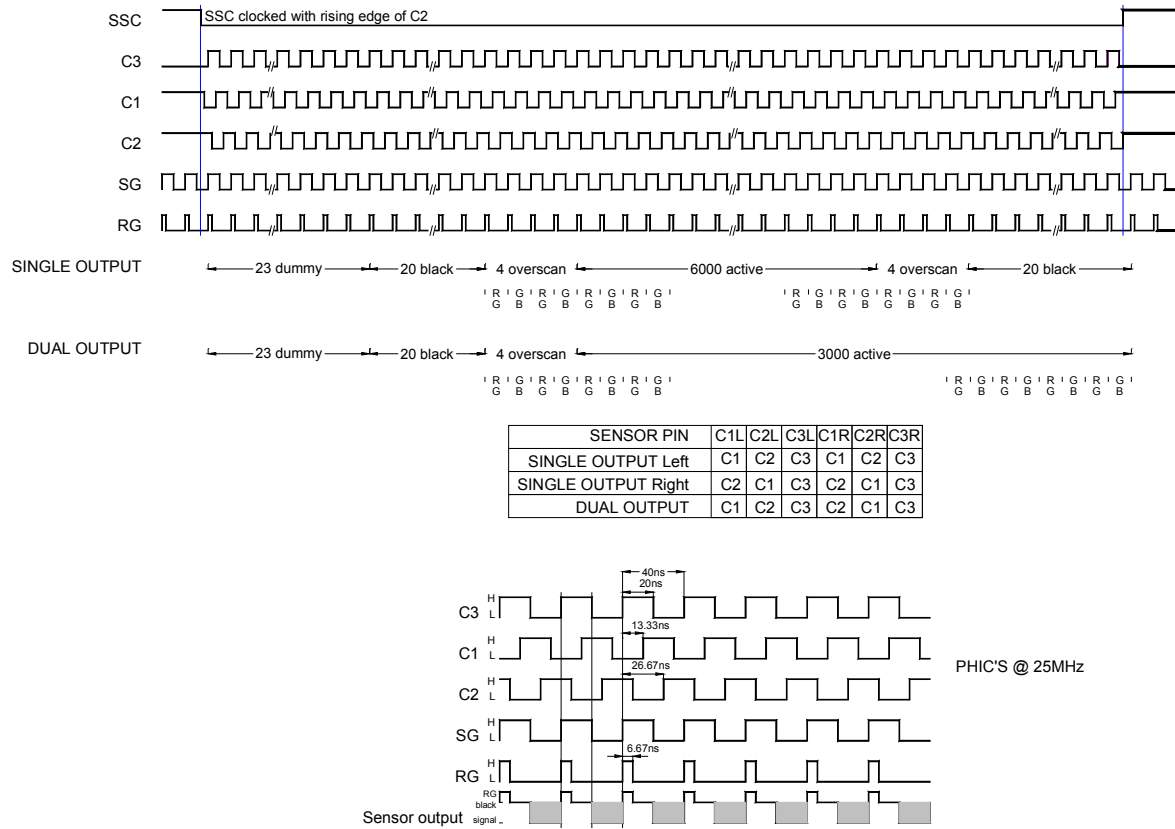 SSC SSC clocked with rising edge of C2
C3
C1
C2
SG
RG
SINGLE OUTPUT 23 dummy 20 black 4 overscan 6000 active 4 overscan 20 black
R G R G R G R G R G R G R G R G
G B G B G B G B G B G B G B G B
DUAL OUTPUT 23 dummy 20 black 4 overscan 3000 active
R G R G R G R G R G R G R G R G
G B G B G B G B G B G B G B G B
SENSOR PIN C1L C2L C3L C1R C2R C3R
SINGLE OUTPUT Left C1 C2 C3 C1 C2 C3
SINGLE OUTPUT Right C2 C1 C3 C2 C1 C3
DUAL OUTPUT C1 C2 C3 C2 C1 C3
40ns
20ns
C3 H L
13.33ns
C1 H L
PHIC'S @ 25MHz
26.67ns
C2 H L
SG H L
6.67ns
RG H L
RG
black
Sensor output signal